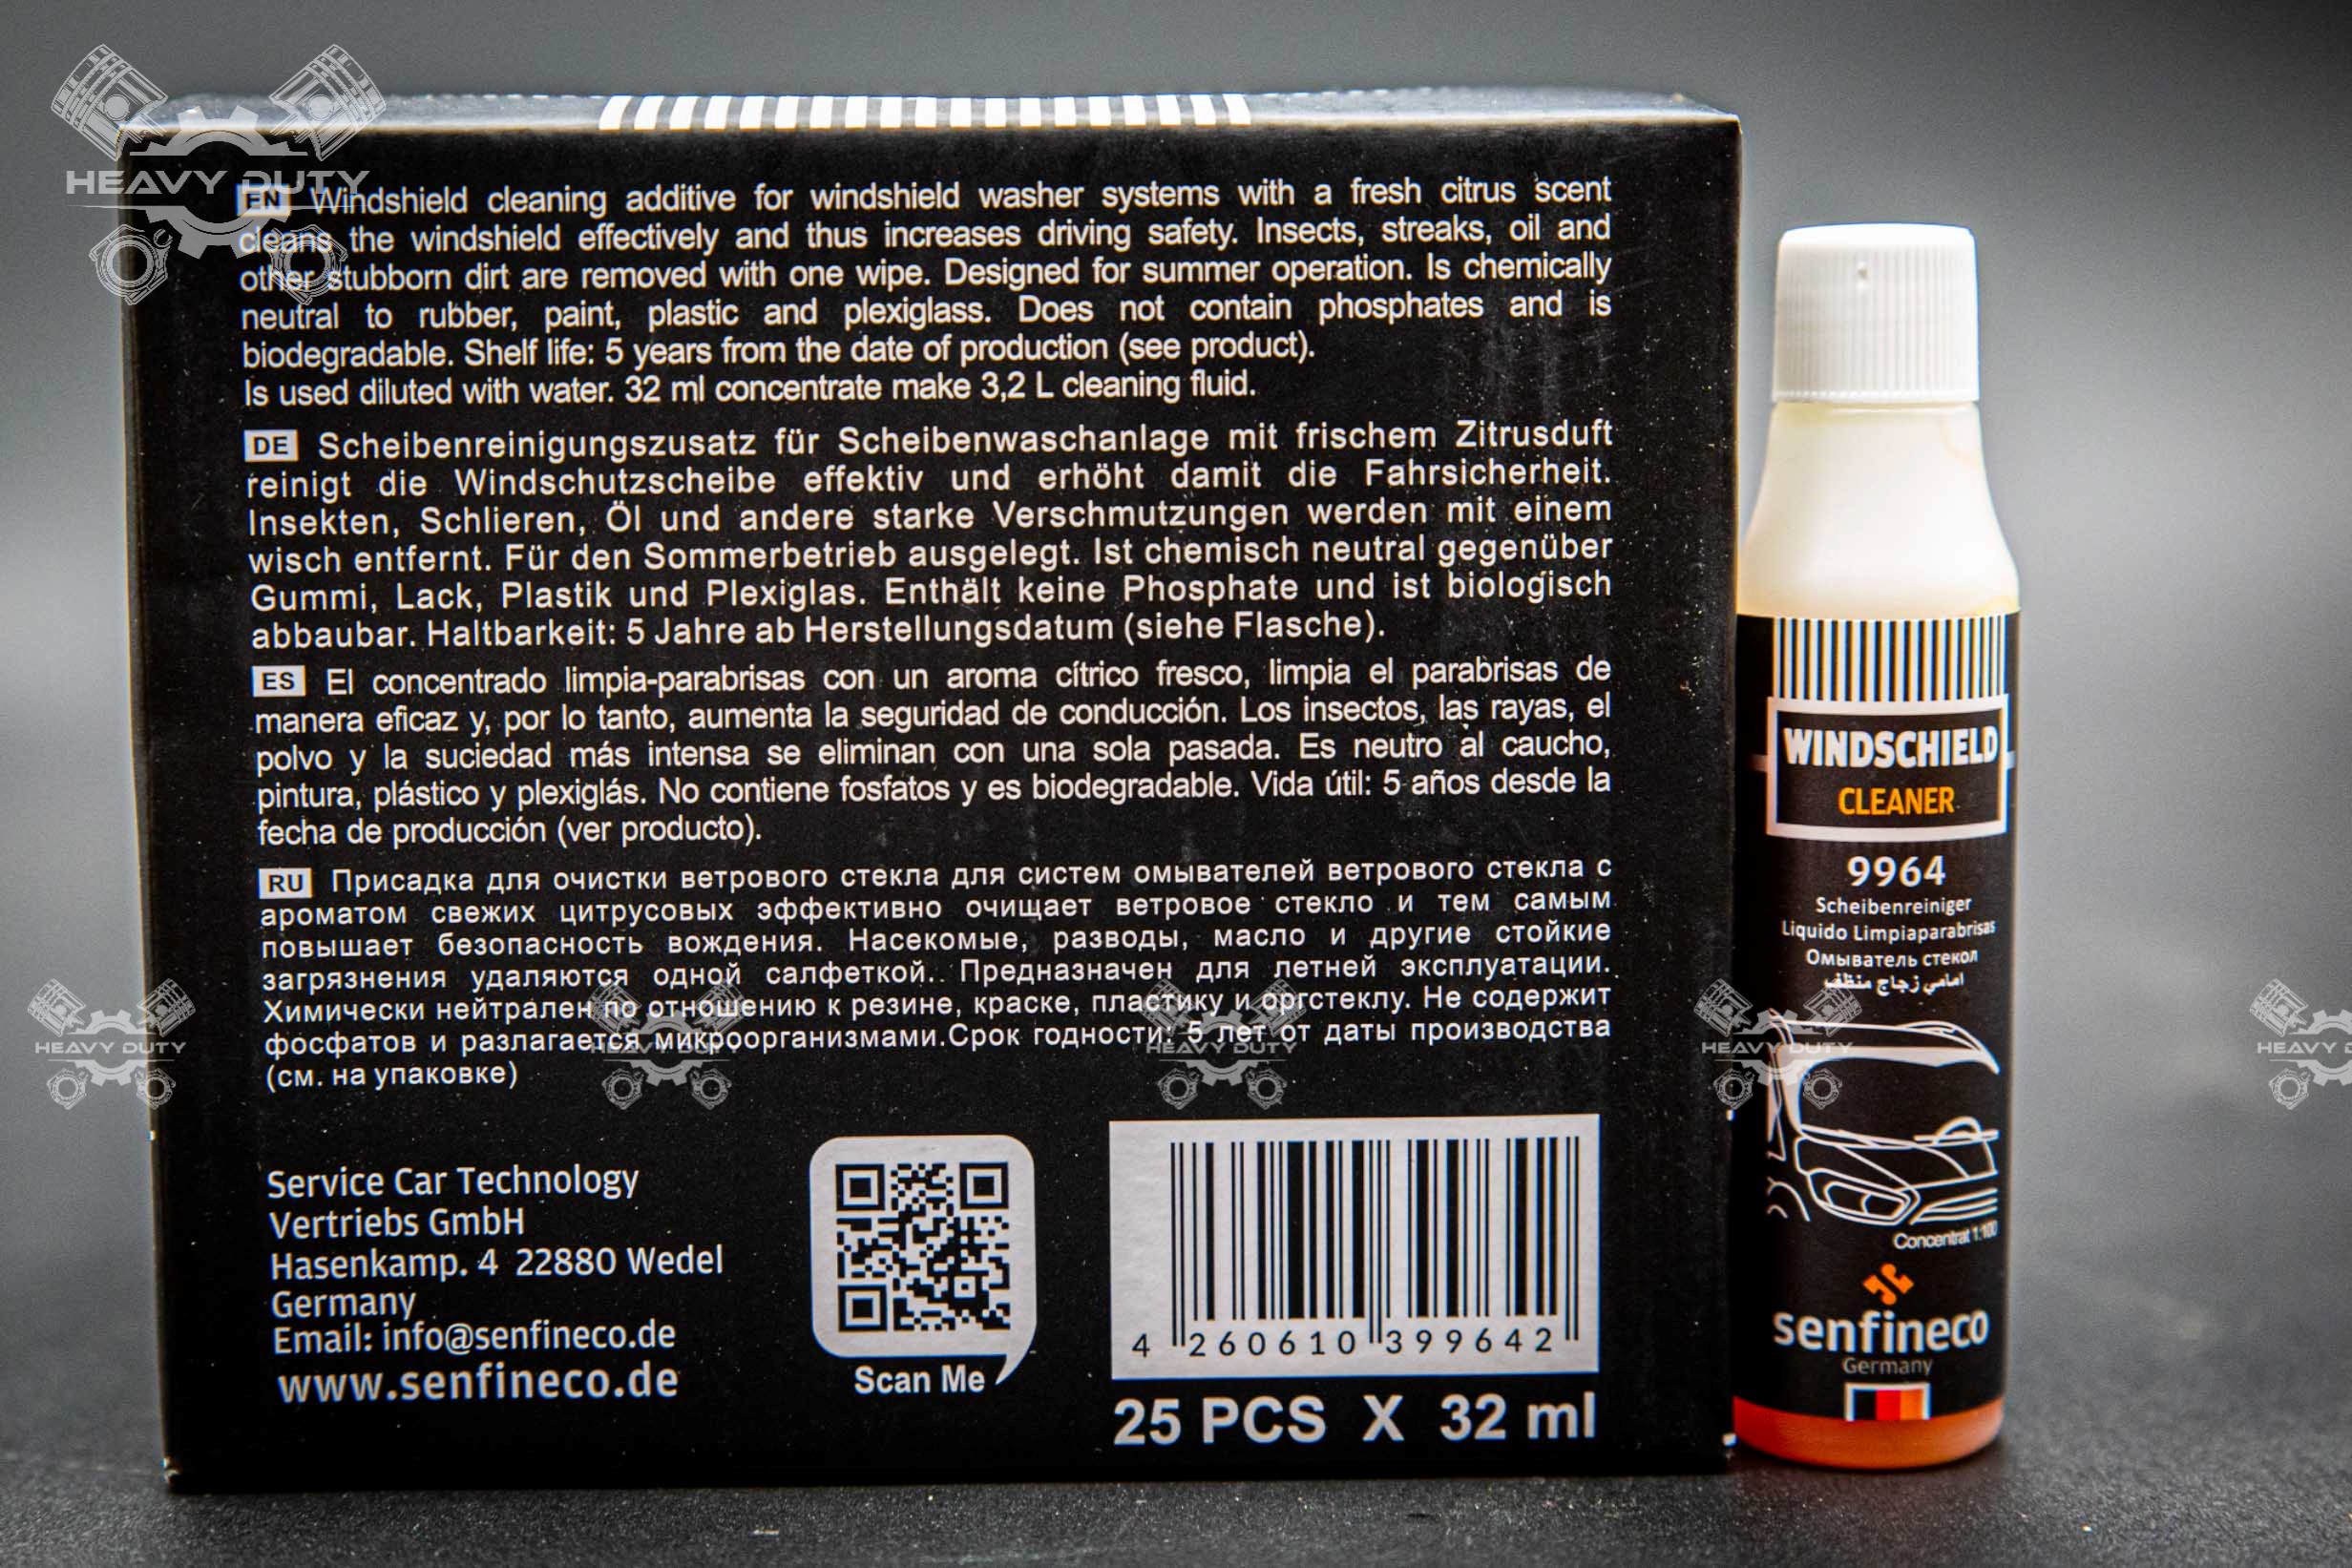 HEAVY DUTY
EN Windshield cleaning additive for windshield washer systems with a fresh citrus scent
cleans the windshield effectively and thus increases driving safety. Insects, streaks, oil and
other stubborn dirt are removed with one wipe. Designed for summer operation. Is chemically
neutral to rubber, paint, plastic and plexiglass. Does not contain phosphates and is
biodegradable. Shelf life: 5 years from the date of production (see product).
Is used diluted with water. 32 ml concentrate make 3,2 L cleaning fluid.
DE Scheibenreinigungszusatz für Scheibenwaschanlage mit frischem Zitrusduft
reinigt die Windschutzscheibe effektiv und erhöht damit die Fahrsicherheit.
Insekten, Schlieren, Öl und andere starke Verschmutzungen werden mit einem
wisch entfernt. Für den Sommerbetrieb ausgelegt. Ist chemisch neutral gegenüber
Gummi, Lack, Plastik und Plexiglas. Enthält keine Phosphate und ist biologisch
abbaubar. Haltbarkeit: 5 Jahre ab Herstellungsdatum (siehe Flasche).
ES El concentrado limpia-parabrisas con un aroma cítrico fresco, limpia el parabrisas de
manera eficaz y, por lo tanto, aumenta la seguridad de conducción. Los insectos, las rayas, el
polvo y la suciedad más intensa se eliminan con una sola pasada. Es neutro al caucho,
pintura, plástico y plexiglás. No contiene fosfatos y es biodegradable. Vida útil: 5 años desde la
fecha de producción (ver producto).
RU Присадка для очистки ветрового стекла для систем омывателей ветрового стекла с
ароматом свежих цитрусовых эффективно очищает ветровое стекло и тем самым
повышает безопасность вождения. Насекомые, разводы, масло и другие стойкие
загрязнения удаляются одной салфеткой. Предназначен для летней эксплуатации.
Химически нейтрален по отношению к резине, краске, пластику и оргстеклу. Не содержит
фосфатов и разлагается микроорганизмами.Срок годности: 5 лет от даты производства
(см. на упаковке)
HEAVY DUTY
HEAVY DUTY
HEAVY DUTY
HEAVY DUTY
HEAVY D
Service Car Technology
Vertriebs GmbH
Hasenkamp. 4 22880 Wedel
Germany
Email: info@senfineco.de
www.senfineco.de
Scan Me
4 260610 399642
25 PCS X 32 ml
WINDSCHIELD
CLEANER
9964
Scheibenreiniger
Liquido Limpiaparabrisas
Омыватель стекол
امامي زجاج منظف
Concentrat 1:100
senfineco
Germany